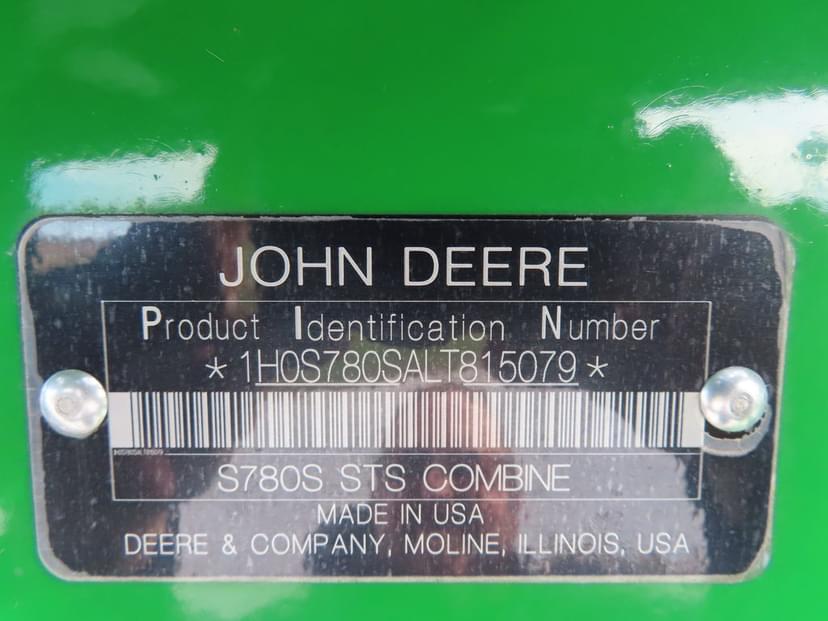 JOHN DEERE
Product Identification Number
*1H0S780SALT815079*
S780S STS COMBINE
MADE IN USA
DEERE & COMPANY, MOLINE, ILLINOIS, USA